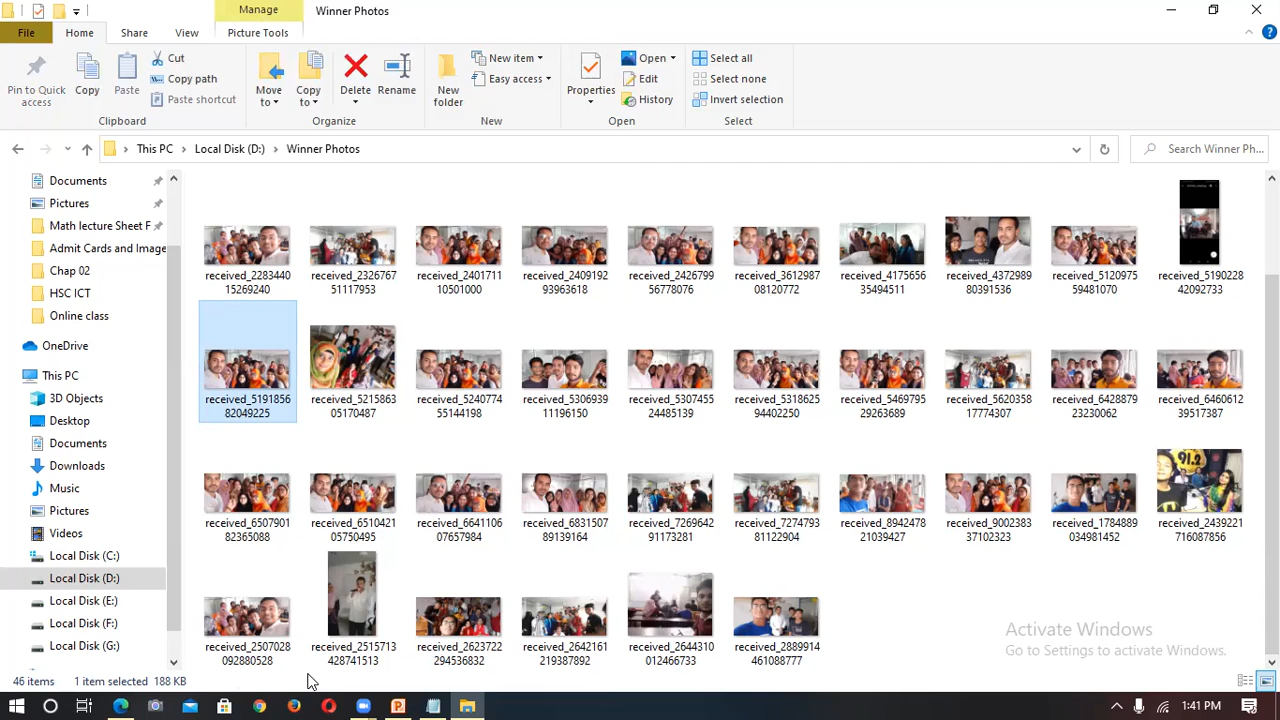 Manage
Winner Photos
File
Home
Share
View
Picture Tools
Pin to Quick
access
Copy
Paste
Cut
Copy path
Paste shortcut
Clipboard
Move
to
Copy
to
Delete
Rename
Organize
New
folder
New item
Easy access
New
Properties
Open
Edit
History
Open
Select all
Select none
Invert selection
Select
This PC
Local Disk (D:)
Winner Photos
Search Winner Ph...
Documents
Pictures
Math lecture Sheet F
Admit Cards and Image
Chap 02
HSC ICT
Online class
OneDrive
This PC
3D Objects
Desktop
Documents
Downloads
Music
Pictures
Videos
Local Disk (C:)
Local Disk (D:)
Local Disk (E:)
Local Disk (F:)
Local Disk (G:)
received_2283440
15269240
received_2326767
51117953
received_2401711
10501000
received_2409192
93963618
received_2426799
56778076
received_3612987
08120772
received_4175656
35494511
received_4372989
80391536
received_5120975
59481070
received_5190228
42092733
received_5191856
82049225
received_5215863
05170487
received_5240774
55144198
received_5306939
11196150
received_5307455
24485139
received_5318625
94402250
received_5469795
29263689
received_5620358
17774307
received_6428879
23230062
received_6460612
39517387
received_6507901
82365088
received_6510421
05750495
received_6641106
07657984
received_6831507
89139164
received_7269642
91173281
received_7274793
81122904
received_8942478
21039427
received_9002383
37102323
received_1784889
034981452
91.2
received_2439221
716087856
received_2507028
092880528
received_2515713
428741513
received_2623722
294536832
received_2642161
219387892
received_2644310
012466733
received_2889914
461088777
Activate Windows
Go to Settings to activate Windows.
46 items
1 item selected 188 KB
1:41 PM